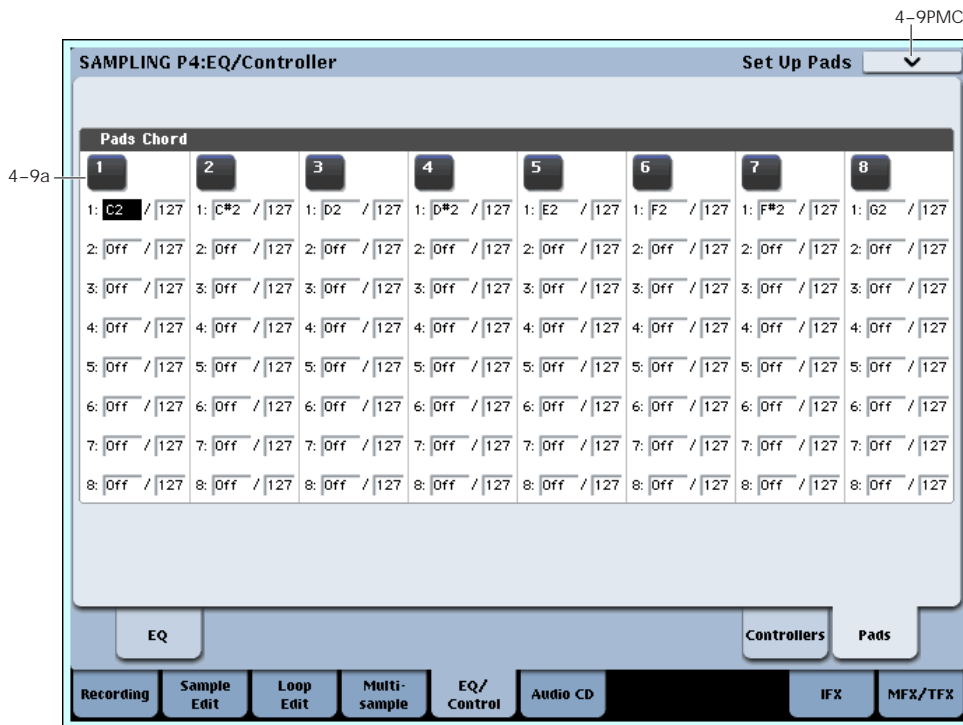 4–9PMC
SAMPLING P4:EQ/Controller Set Up Pads
Pads Chord
4–9a
1 2 3 4 5 6 7 8
1: C2 / 127 1: C#2 / 127 1: D2 / 127 1: D#2 / 127 1: E2 / 127 1: F2 / 127 1: F#2 / 127 1: G2 / 127
2: Off / 127 2: Off / 127 2: Off / 127 2: Off / 127 2: Off / 127 2: Off / 127 2: Off / 127 2: Off / 127
3: Off / 127 3: Off / 127 3: Off / 127 3: Off / 127 3: Off / 127 3: Off / 127 3: Off / 127 3: Off / 127
4: Off / 127 4: Off / 127 4: Off / 127 4: Off / 127 4: Off / 127 4: Off / 127 4: Off / 127 4: Off / 127
5: Off / 127 5: Off / 127 5: Off / 127 5: Off / 127 5: Off / 127 5: Off / 127 5: Off / 127 5: Off / 127
6: Off / 127 6: Off / 127 6: Off / 127 6: Off / 127 6: Off / 127 6: Off / 127 6: Off / 127 6: Off / 127
7: Off / 127 7: Off / 127 7: Off / 127 7: Off / 127 7: Off / 127 7: Off / 127 7: Off / 127 7: Off / 127
8: Off / 127 8: Off / 127 8: Off / 127 8: Off / 127 8: Off / 127 8: Off / 127 8: Off / 127 8: Off / 127
EQ Controllers Pads
Recording
Sample
Edit
Loop
Edit
Multi-
sample
EQ/
Control
Audio CD
IFX
MFX/TFX